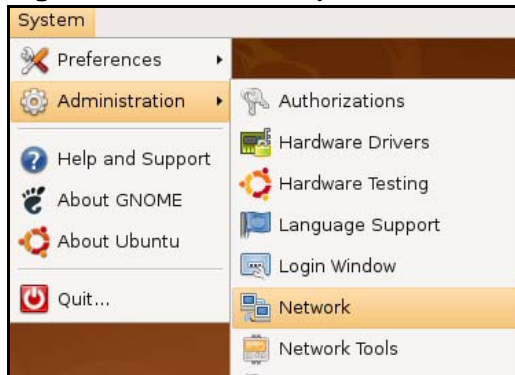 System
Preferences
Administration
Help and Support
About GNOME
About Ubuntu
Quit...
Authorizations
Hardware Drivers
Hardware Testing
Language Support
Login Window
Network
Network Tools